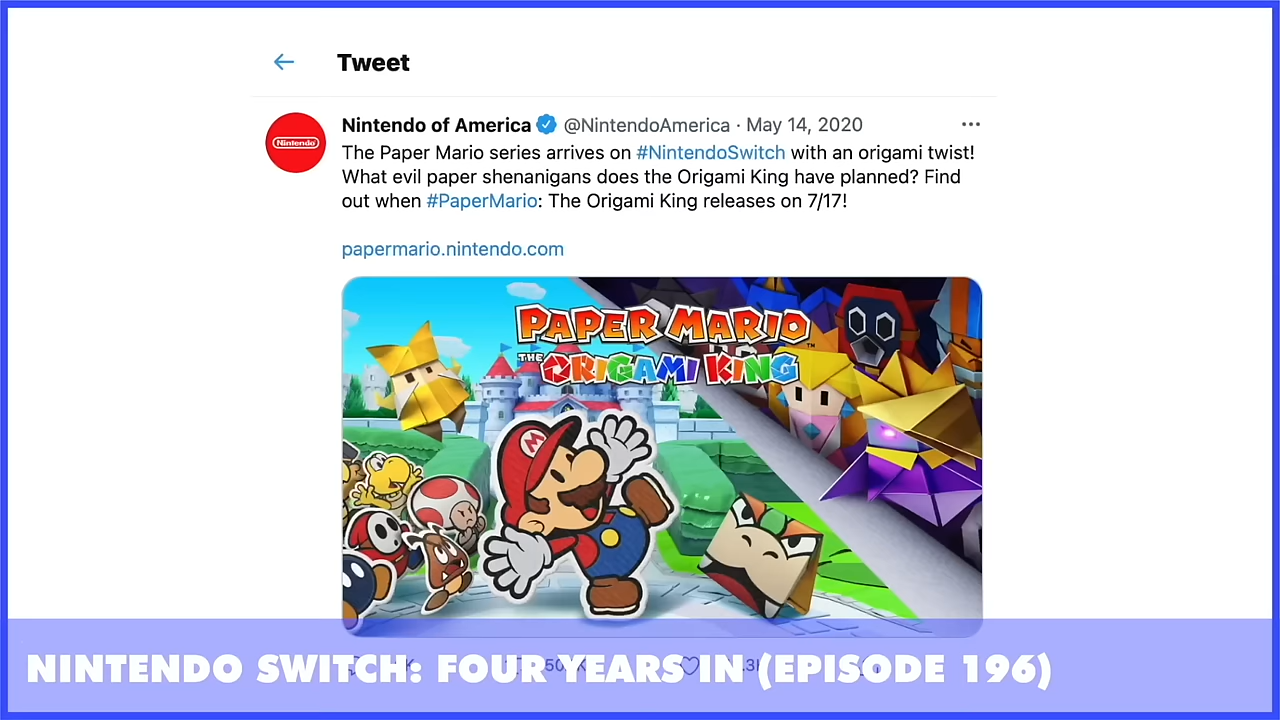 Tweet
Nintendo of America @NintendoAmerica · May 14, 2020 ...
Nintendo
The Paper Mario series arrives on #NintendoSwitch with an origami twist!
What evil paper shenanigans does the Origami King have planned? Find
out when #PaperMario: The Origami King releases on 7/17!
papermario.nintendo.com
PAPER MARIO™
THE ORIGAMI KING
M
NINTENDO SWITCH: FOUR YEARS IN (EPISODE 196)